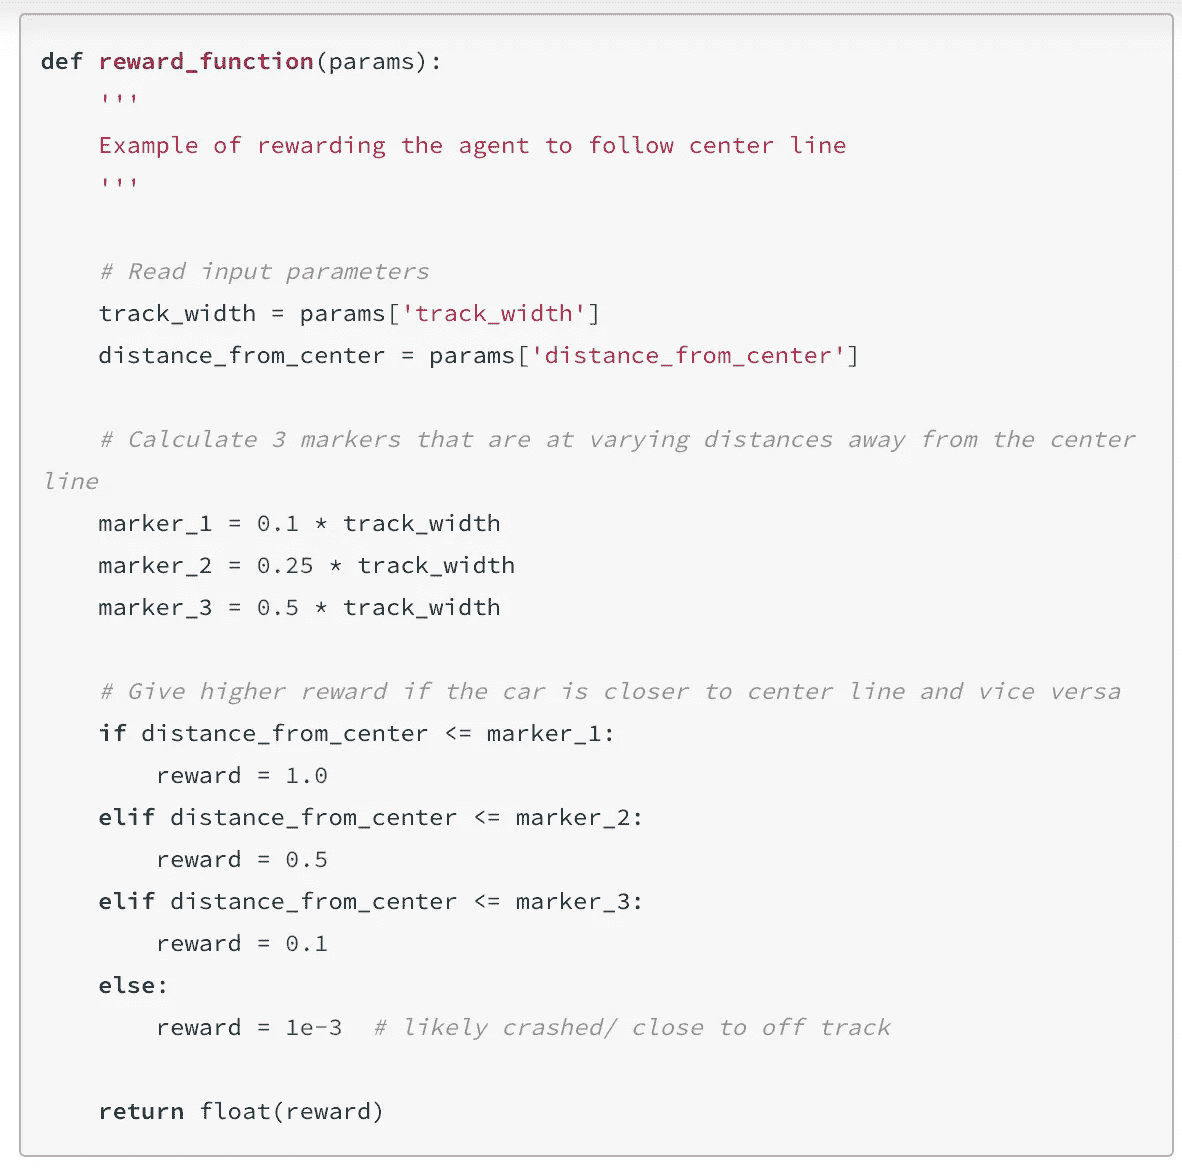 def reward_function(params):
    '''
    Example of rewarding the agent to follow center line
    '''

    # Read input parameters
    track_width = params['track_width']
    distance_from_center = params['distance_from_center']

    # Calculate 3 markers that are at varying distances away from the center
line
    marker_1 = 0.1 * track_width
    marker_2 = 0.25 * track_width
    marker_3 = 0.5 * track_width

    # Give higher reward if the car is closer to center line and vice versa
    if distance_from_center <= marker_1:
        reward = 1.0
    elif distance_from_center <= marker_2:
        reward = 0.5
    elif distance_from_center <= marker_3:
        reward = 0.1
    else:
        reward = 1e-3  # likely crashed/ close to off track

    return float(reward)